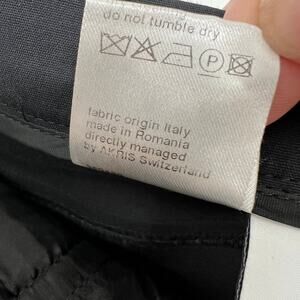 do not tumble dry
P
fabric origin Italy
made in Romania
directly managed
by AKRIS Switzerland